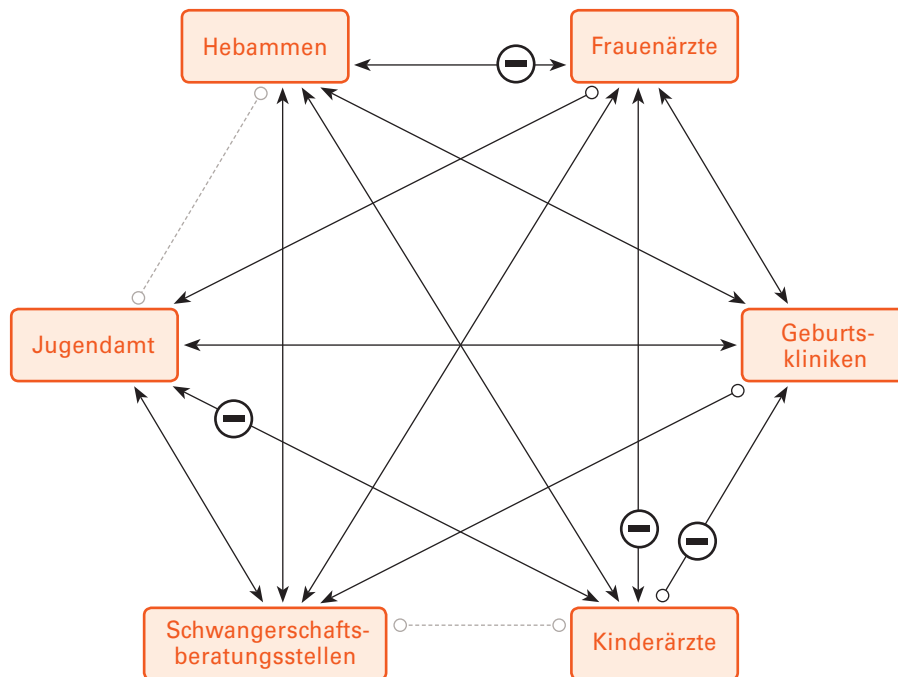 Hebammen
Frauenärzte
Jugendamt
Geburts-
kliniken
Schwangerschafts-
beratungsstellen
Kinderärzte